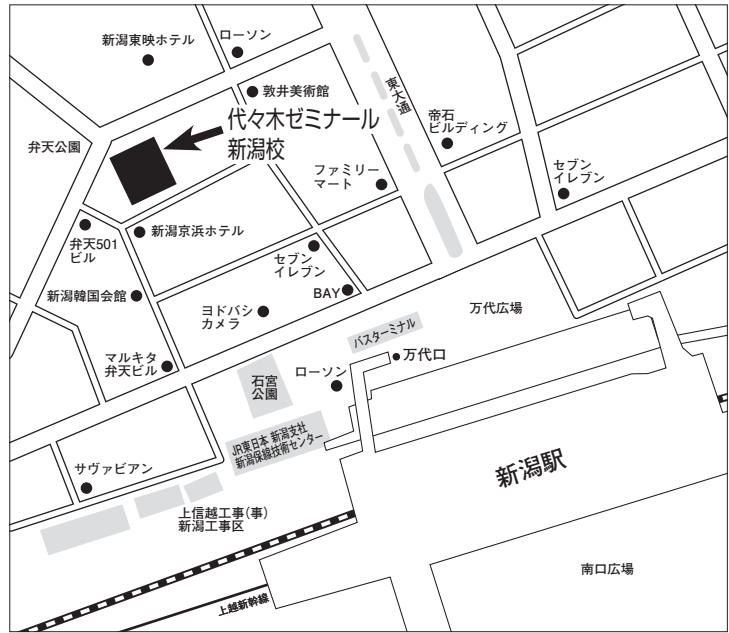 新潟東映ホテル
ローソン
敦井美術館
代々木ゼミナール
新潟校
東大通
帝石
ビルディング
弁天公園
ファミリー
マート
セブン
イレブン
弁天501
ビル
新潟京浜ホテル
セブン
イレブン
新潟韓国会館
BAY
ヨドバシ
カメラ
万代広場
バスターミナル
万代口
マルキタ
弁天ビル
石宮
公園
ローソン
JR東日本 新潟支社
新潟保線技術センター
サヴァビアン
新潟駅
上信越工事(事)
新潟工事区
南口広場
上越新幹線